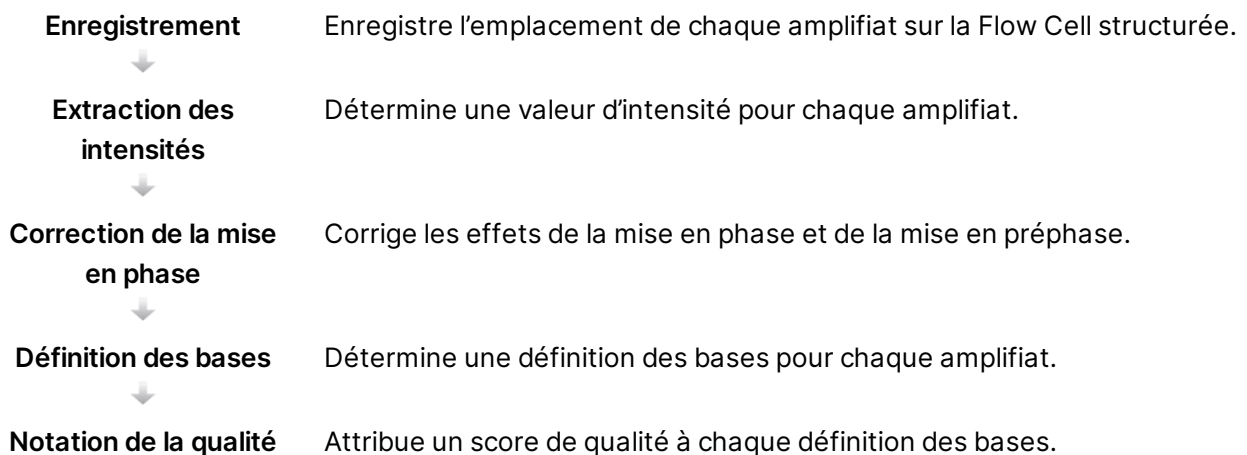 Enregistrement Enregistre l’emplacement de chaque amplifiat sur la Flow Cell structurée.
Extraction des Détermine une valeur d’intensité pour chaque amplifiat.
intensités
Correction de la mise Corrige les effets de la mise en phase et de la mise en préphase.
en phase
Définition des bases Détermine une définition des bases pour chaque amplifiat.
Notation de la qualité Attribue un score de qualité à chaque définition des bases.